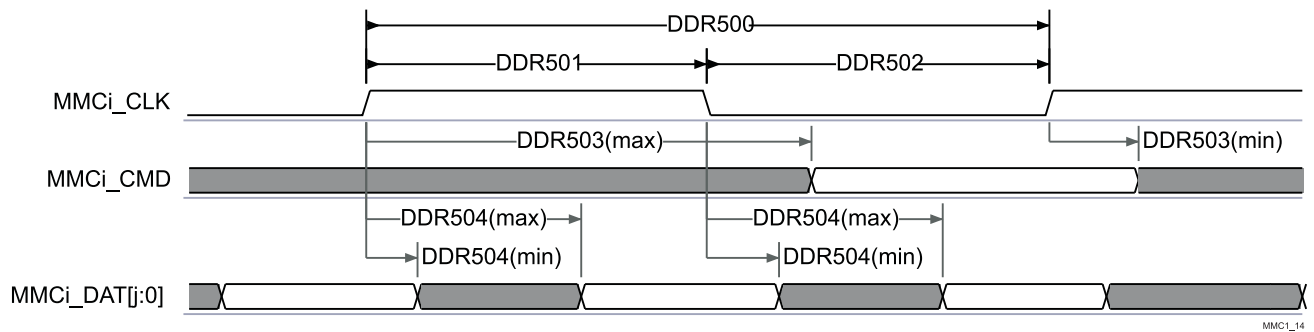 DDR500
DDR501 DDR502
MMCi_CLK
DDR503(max) DDR503(min)
MMCi_CMD
DDR504(max) DDR504(max)
DDR504(min) DDR504(min)
MMCi_DAT[j:0]
MMC1_14